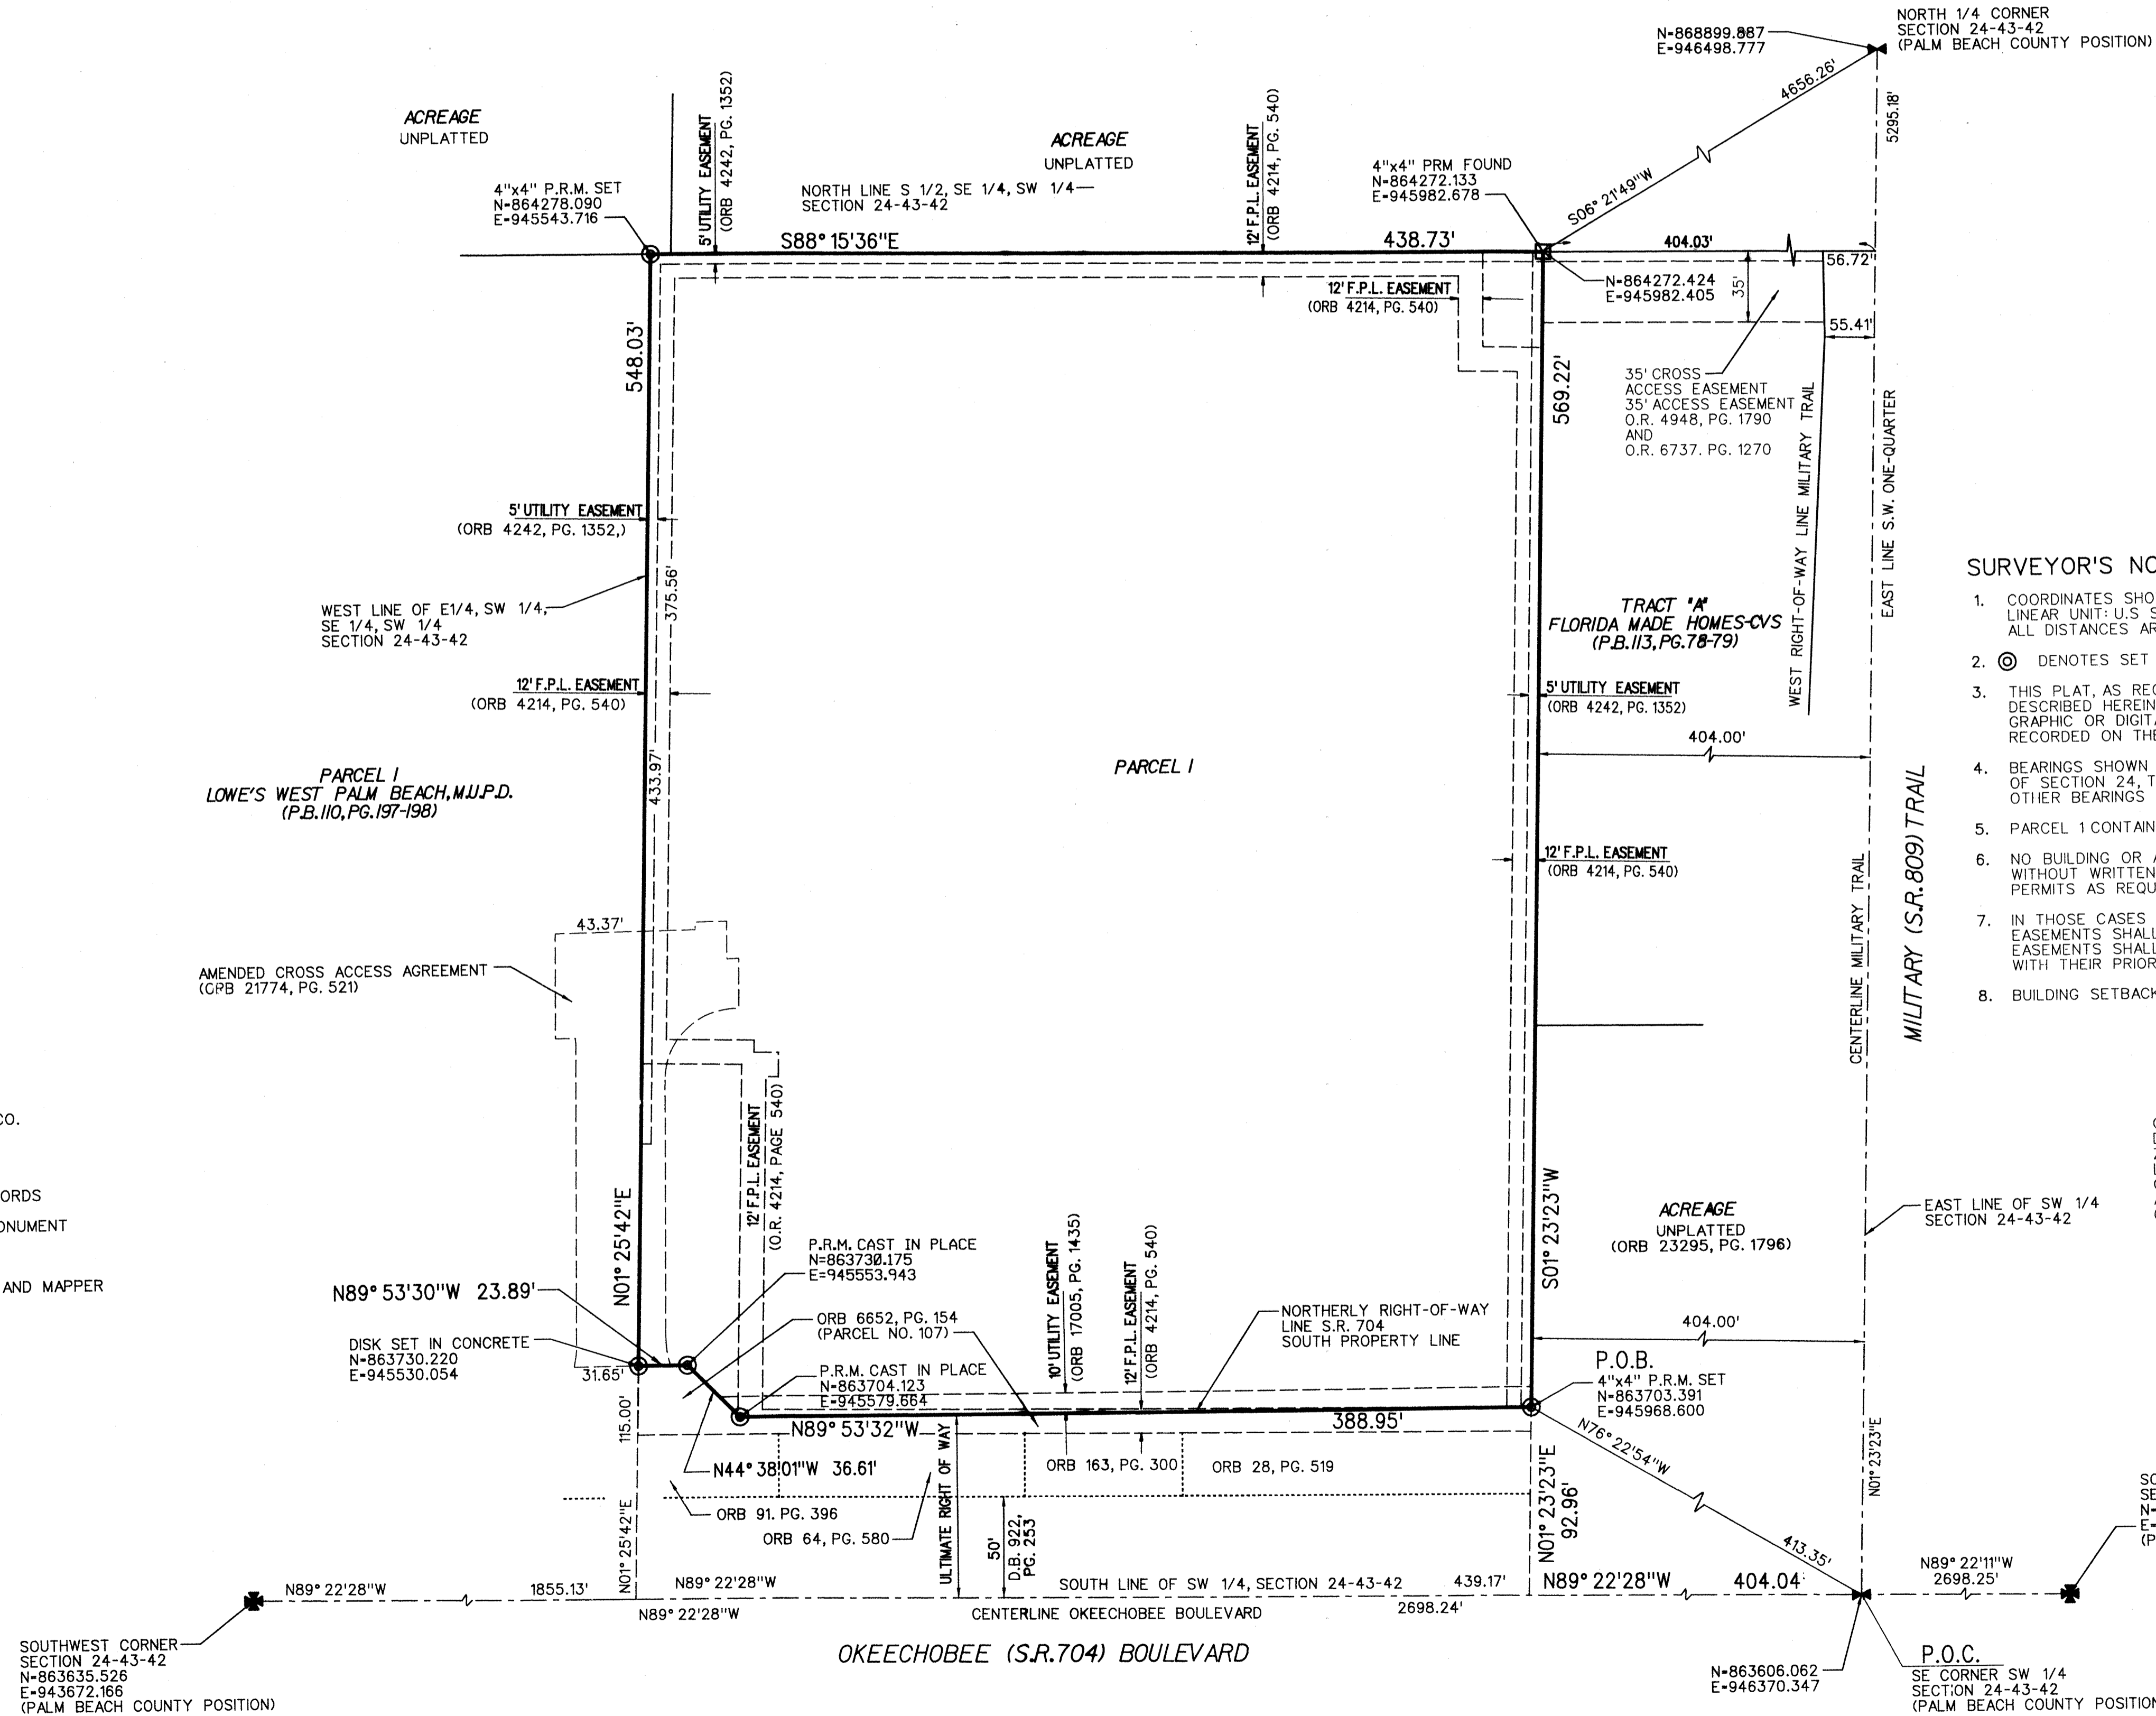 NORTH 1/4 CORNER
SECTION 24-43-42
(PALM BEACH COUNTY POSITION)
N=868899.887
E=946498.777
4656.26'
5295.18'
S06° 21'49"W
ACREAGE
UNPLATTED
5' UTILITY EASEMENT
(ORB 4242, PG. 1352)
ACREAGE
UNPLATTED
12' F.P.L. EASEMENT
(ORB 4214, PG. 540)
4"x4" P.R.M. SET
N=864278.090
E=945543.716
NORTH LINE S 1/2, SE 1/4, SW 1/4
SECTION 24-43-42
4"x4" PRM FOUND
N=864272.133
E=945982.678
S88° 15'36"E
438.73'
404.03'
56.72'
12' F.P.L. EASEMENT
(ORB 4214, PG. 540)
N=864272.424
E=945982.405
35'
55.41'
548.03'
569.22'
35' CROSS
ACCESS EASEMENT
35' ACCESS EASEMENT
O.R. 4948, PG. 1790
AND
O.R. 6737. PG. 1270
WEST RIGHT-OF-WAY LINE MILITARY TRAIL
EAST LINE S.W. ONE-QUARTER
5' UTILITY EASEMENT
(ORB 4242, PG. 1352,)
375.56'
WEST LINE OF E1/4, SW 1/4,
SE 1/4, SW 1/4
SECTION 24-43-42
TRACT "A"
FLORIDA MADE HOMES-CVS
(P.B.113, PG.78-79)
12' F.P.L. EASEMENT
(ORB 4214, PG. 540)
5' UTILITY EASEMENT
(ORB 4242, PG. 1352)
404.00'
433.97'
PARCEL 1
LOWE'S WEST PALM BEACH, M.U.P.D.
(P.B.110, PG.197-198)
PARCEL 1
12' F.P.L. EASEMENT
(ORB 4214, PG. 540)
MILITARY (S.R.809) TRAIL
CENTERLINE MILITARY TRAIL
SURVEYOR'S NO
1. COORDINATES SHO
LINEAR UNIT: U.S S
ALL DISTANCES AR
2. DENOTES SET
3. THIS PLAT, AS REC
DESCRIBED HEREIN
GRAPHIC OR DIGITA
RECORDED ON THE
4. BEARINGS SHOWN
OF SECTION 24, T
OTHER BEARINGS
5. PARCEL 1 CONTAIN
6. NO BUILDING OR A
WITHOUT WRITTEN
PERMITS AS REQU
7. IN THOSE CASES
EASEMENTS SHALL
EASEMENTS SHALL
WITH THEIR PRIOR
8. BUILDING SETBACK
43.37'
AMENDED CROSS ACCESS AGREEMENT
(ORB 21774, PG. 521)
CO.
ORDS
ONUMENT
AND MAPPER
12' F.P.L. EASEMENT
(O.R. 4214, PAGE 540)
N01° 25'42"E
S01° 23'23"W
ACREAGE
UNPLATTED
(ORB 23295, PG. 1796)
EAST LINE OF SW 1/4
SECTION 24-43-42
P.R.M. CAST IN PLACE
N=863730.175
E=945553.943
N89° 53'30"W 23.89'
10' UTILITY EASEMENT
(ORB 17005, PG. 1435)
12' F.P.L. EASEMENT
(ORB 4214, PG. 540)
NORTHERLY RIGHT-OF-WAY
LINE S.R. 704
SOUTH PROPERTY LINE
404.00'
ORB 6652, PG. 154
(PARCEL NO. 107)
DISK SET IN CONCRETE
N=863730.220
E=945530.054
31.65'
P.R.M. CAST IN PLACE
N=863704.123
E=945579.664
P.O.B.
4"x4" P.R.M. SET
N=863703.391
E=945968.600
115.00'
N89° 53'32"W
388.95'
N76° 22'54"W
N01° 23'23"E
N44° 38'01"W 36.61'
ORB 163, PG. 300
ORB 28, PG. 519
ULTIMATE RIGHT OF WAY
ORB 91. PG. 396
ORB 64, PG. 580
50'
D.B. 922,
PG. 253
N01° 23'23"E
92.96'
413.35'
N01° 25'42"E
N89° 22'28"W
1855.13'
N89° 22'28"W
SOUTH LINE OF SW 1/4, SECTION 24-43-42
439.17'
N89° 22'28"W 404.04'
N89° 22'11"W
2698.25'
N89° 22'28"W
CENTERLINE OKEECHOBEE BOULEVARD
2698.24'
OKEECHOBEE (S.R.704) BOULEVARD
SOUTHWEST CORNER
SECTION 24-43-42
N=863635.526
E=943672.166
(PALM BEACH COUNTY POSITION)
N=863606.062
E=946370.347
P.O.C.
SE CORNER SW 1/4
SECTION 24-43-42
(PALM BEACH COUNTY POSITION
SO
SE
N=
E=
(P